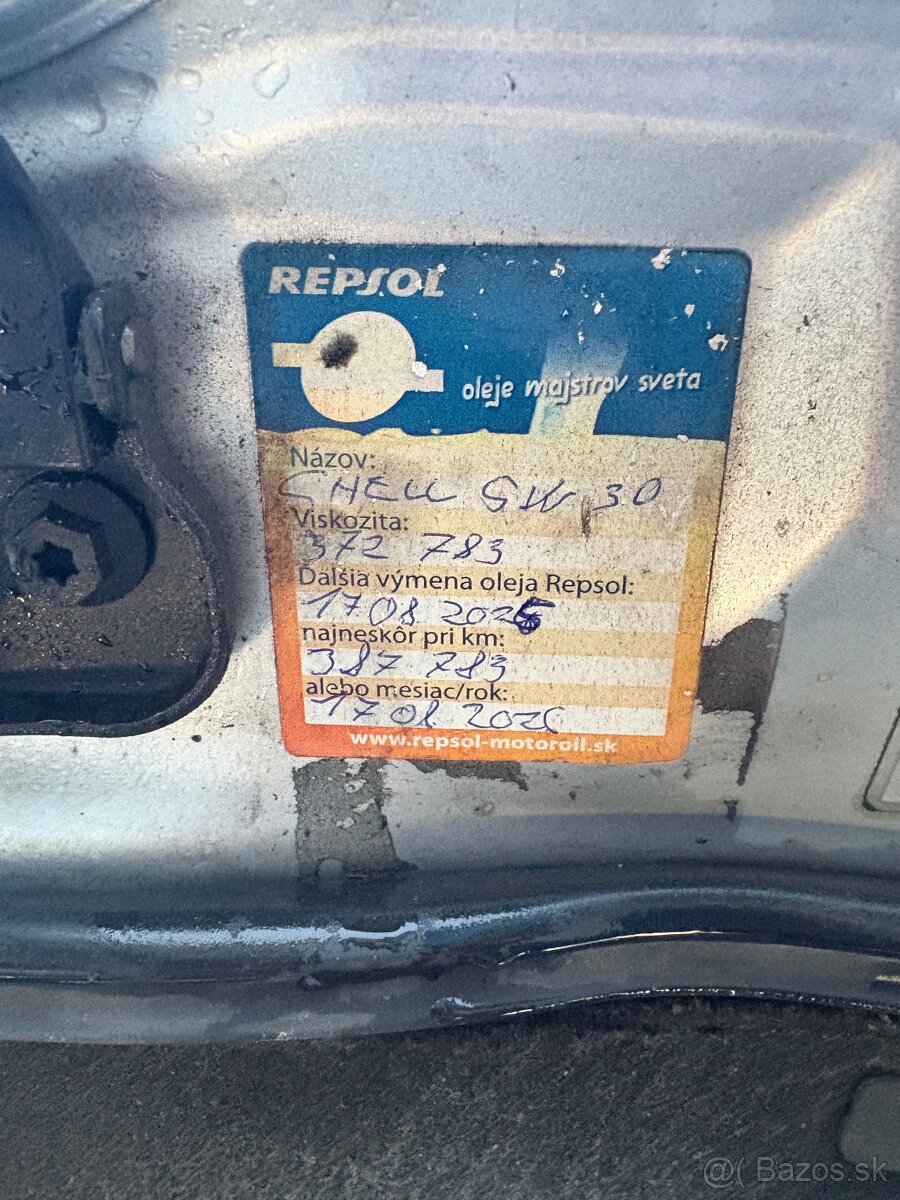 REPSOL
oleje majstrov sveta
Názov:
SHELL 5W 30
Viskozita:
372 783
Ďalšia výmena oleja Repsol:
17 08 2025
najneskôr pri km:
387 783
alebo mesiac/rok:
17 08 2026
www.repsol-motoroil.sk
@( Bazos.sk